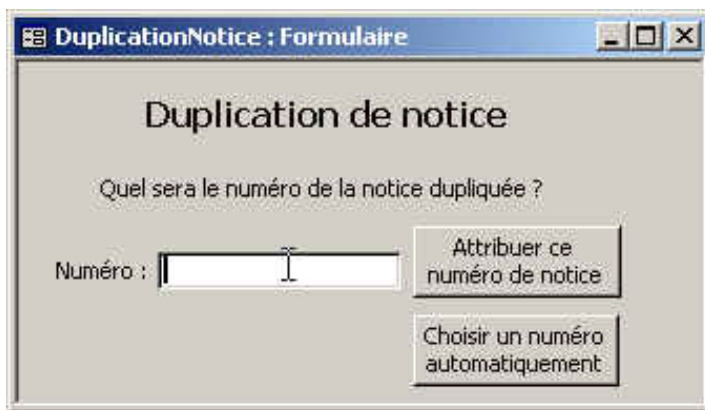 DuplicationNotice : Formulaire
Duplication de notice
Quel sera le numéro de la notice dupliquée ?
Numéro :
Attribuer ce
numéro de notice
Choisir un numéro
automatiquement